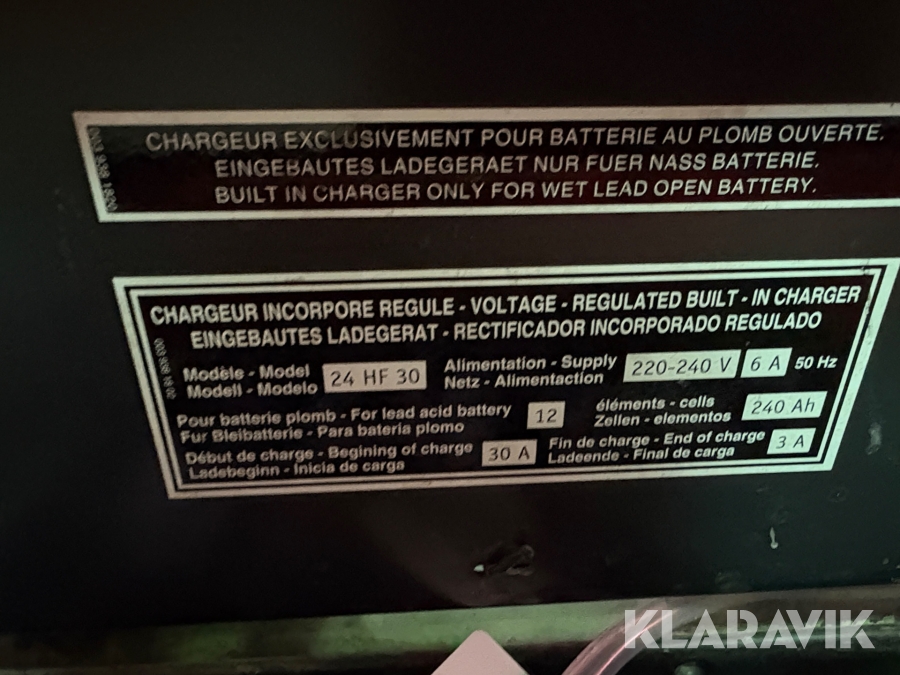 CHARGEUR EXCLUSIVEMENT POUR BATTERIE AU PLOMB OUVERTE.
EINGEBAUTES LADEGERAET NUR FUER NASS BATTERIE.
BUILT IN CHARGER ONLY FOR WET LEAD OPEN BATTERY.
CHARGEUR INCORPORE REGULE - VOLTAGE - REGULATED BUILT - IN CHARGER
EINGEBAUTES LADEGERAT - RECTIFICADOR INCORPORADO REGULADO
Modèle - Model
Modell - Modelo
24 HF 30
Alimentation - Supply
Netz - Alimentaction
220-240 V 6 A 50 Hz
Pour batterie plomb - For lead acid battery
Fur Bleibatterie - Para bateria plomo
12
éléments - cells
Zellen - elementos
240 Ah
Début de charge - Begining of charge
Ladebeginn - Inicia de carga
30 A
Fin de charge - End of charge
Ladeende - Final de carga
3 A
KLARAVIK